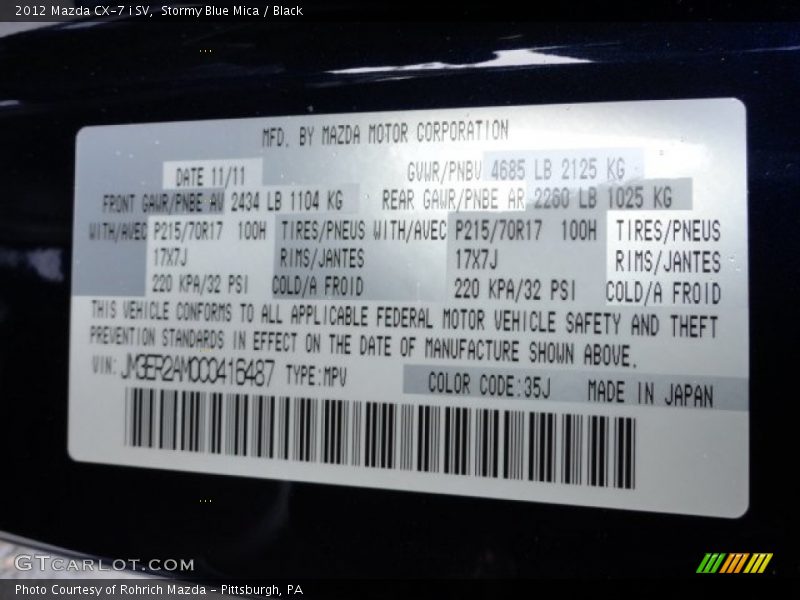 2012 Mazda CX-7 i SV, Stormy Blue Mica / Black
MFD. BY MAZDA MOTOR CORPORATION
DATE 11/11 GVWR/PNBV 4685 LB 2125 KG
FRONT GAWR/PNBE AV 2434 LB 1104 KG REAR GAWR/PNBE AR 2260 LB 1025 KG
WITH/AVEC P215/70R17 100H TIRES/PNEUS WITH/AVEC P215/70R17 100H TIRES/PNEUS
17X7J RIMS/JANTES 17X7J RIMS/JANTES
220 KPA/32 PSI COLD/A FROID 220 KPA/32 PSI COLD/A FROID
THIS VEHICLE CONFORMS TO ALL APPLICABLE FEDERAL MOTOR VEHICLE SAFETY AND THEFT
PREVENTION STANDARDS IN EFFECT ON THE DATE OF MANUFACTURE SHOWN ABOVE.
VIN: JM3ER2AM0C0416487 TYPE:MPV COLOR CODE:35J MADE IN JAPAN
GTCARLOT.COM
Photo Courtesy of Rohrich Mazda - Pittsburgh, PA